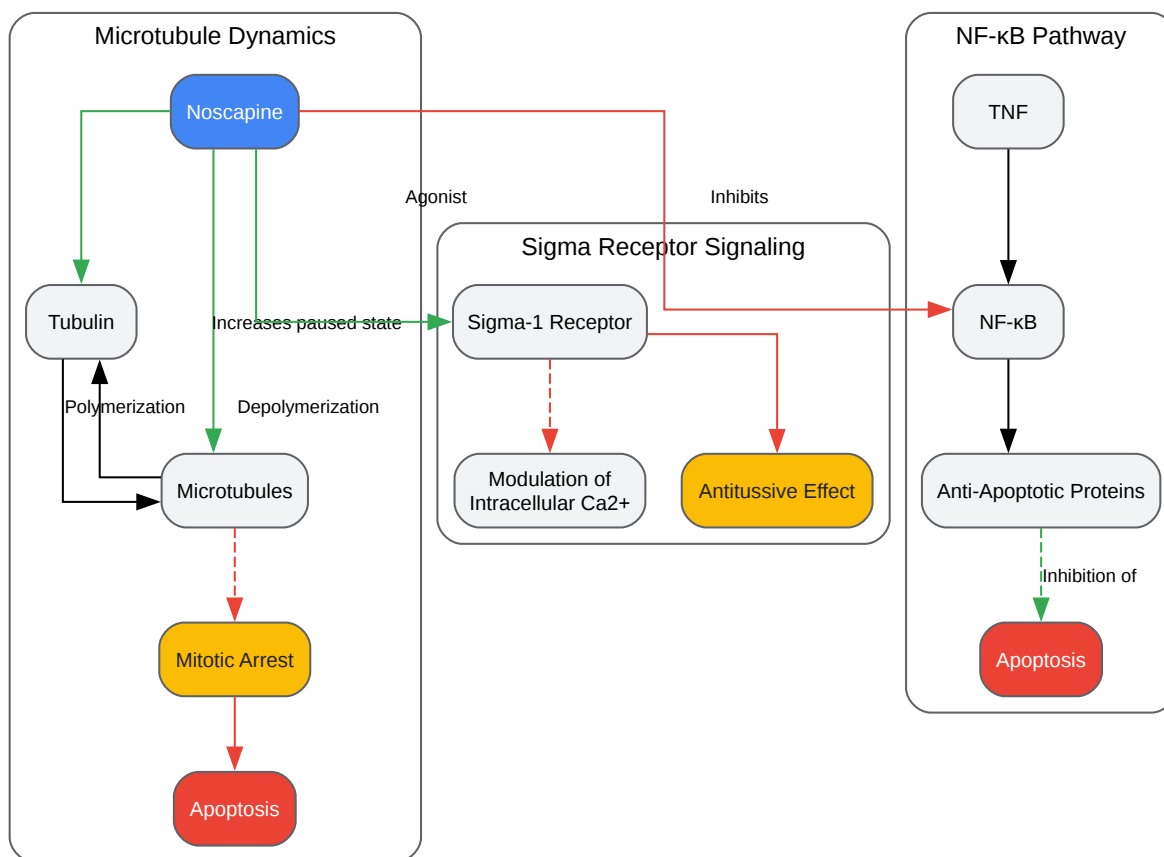 Microtubule Dynamics
NF-κB Pathway
Noscapine
TNF
Agonist
Inhibits
Sigma Receptor Signaling
Tubulin
Increases paused state
Sigma-1 Receptor
NF-κB
Polymerization
Depolymerization
Microtubules
Modulation of
Intracellular Ca2+
Antitussive Effect
Anti-Apoptotic Proteins
Inhibition of
Mitotic Arrest
Apoptosis
Apoptosis